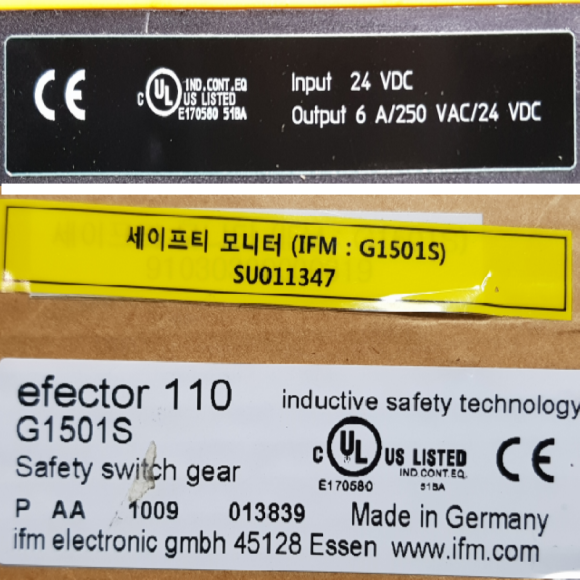 CE
c UL US LISTED
IND.CONT.EQ
E170580 51BA
Input 24 VDC
Output 6 A/250 VAC/24 VDC
세이프티 모니터 (IFM : G1501S)
SU011347
efector 110
inductive safety technology
G1501S
Safety switch gear
c UL US LISTED
IND.CONT.EQ.
E170580 51BA
CE
P AA 1009 013839 Made in Germany
ifm electronic gmbh 45128 Essen www.ifm.com